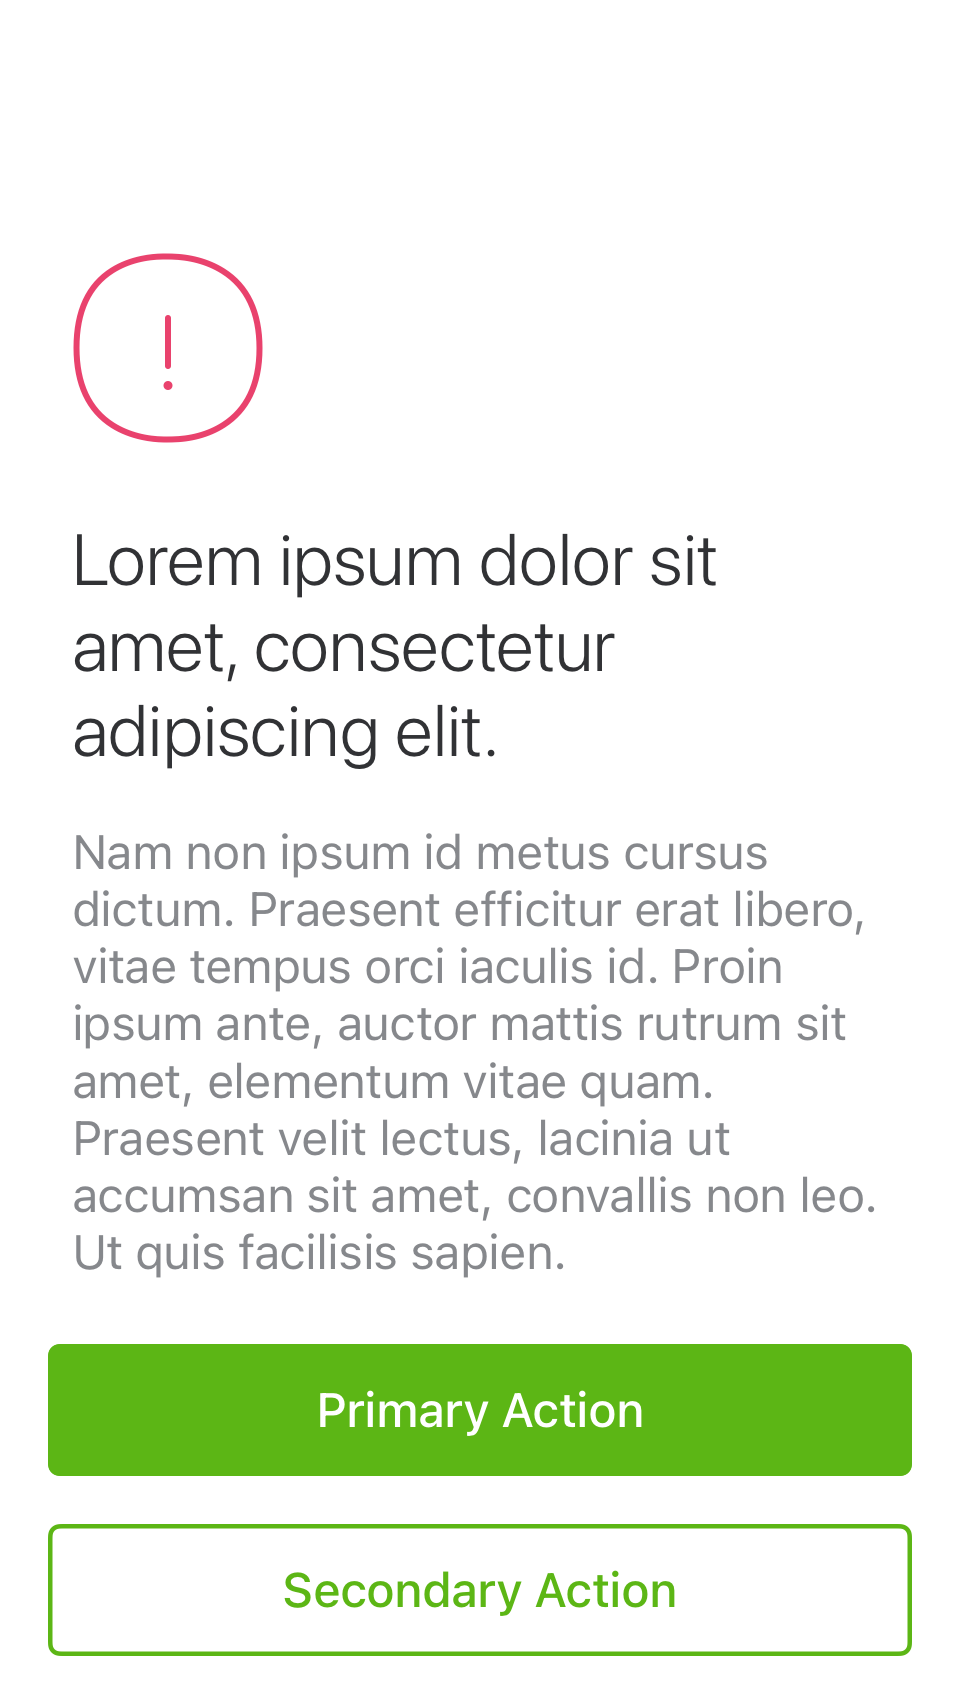 Lorem ipsum dolor sit
amet, consectetur
adipiscing elit.
Nam non ipsum id metus cursus
dictum. Praesent efficitur erat libero,
vitae tempus orci iaculis id. Proin
ipsum ante, auctor mattis rutrum sit
amet, elementum vitae quam.
Praesent velit lectus, lacinia ut
accumsan sit amet, convallis non leo.
Ut quis facilisis sapien.
Primary Action
Secondary Action